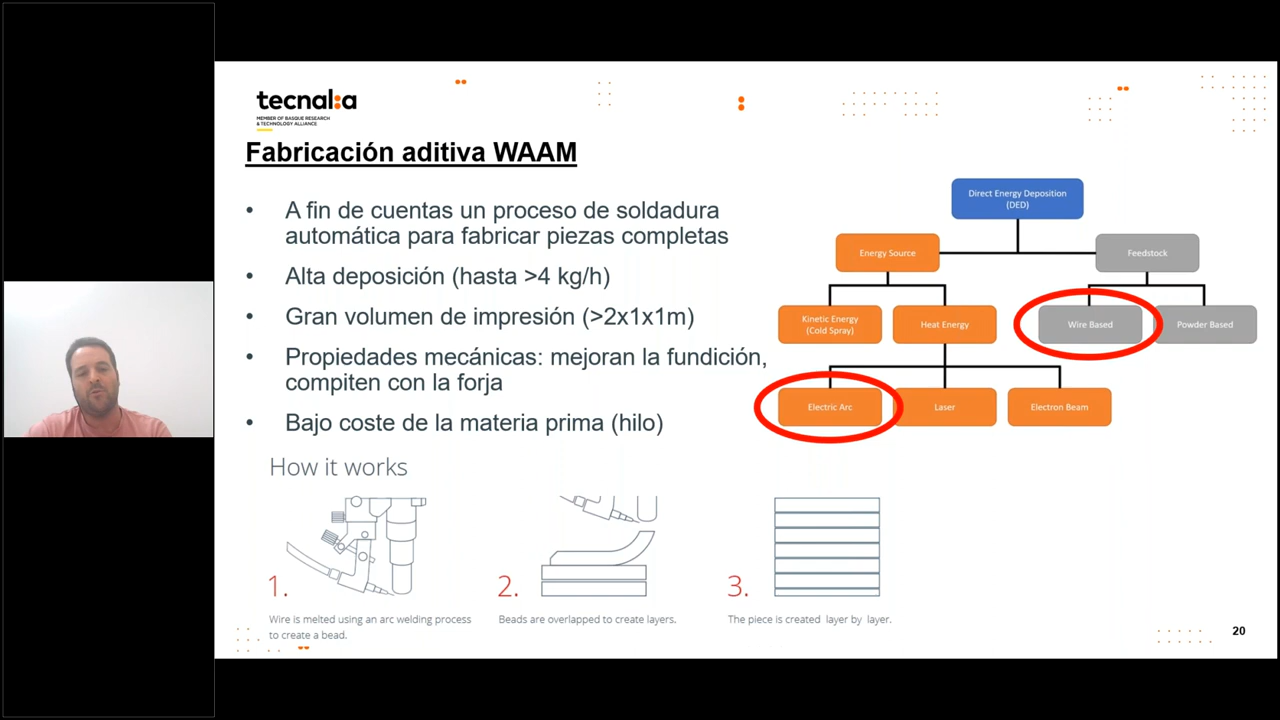 tecnal:a
MEMBER OF BASQUE RESEARCH
& TECHNOLOGY ALLIANCE
Fabricación aditiva WAAM
• A fin de cuentas un proceso de soldadura
automática para fabricar piezas completas
• Alta deposición (hasta >4 kg/h)
• Gran volumen de impresión (>2x1x1m)
• Propiedades mecánicas: mejoran la fundición,
compiten con la forja
• Bajo coste de la materia prima (hilo)
Direct Energy Deposition
(DED)
Energy Source
Feedstock
Kinetic Energy
(Cold Spray)
Heat Energy
Wire Based
Powder Based
Electric Arc
Laser
Electron Beam
How it works
1.
Wire is melted using an arc welding process
to create a bead.
2.
Beads are overlapped to create layers.
3.
The piece is created layer by layer.
20